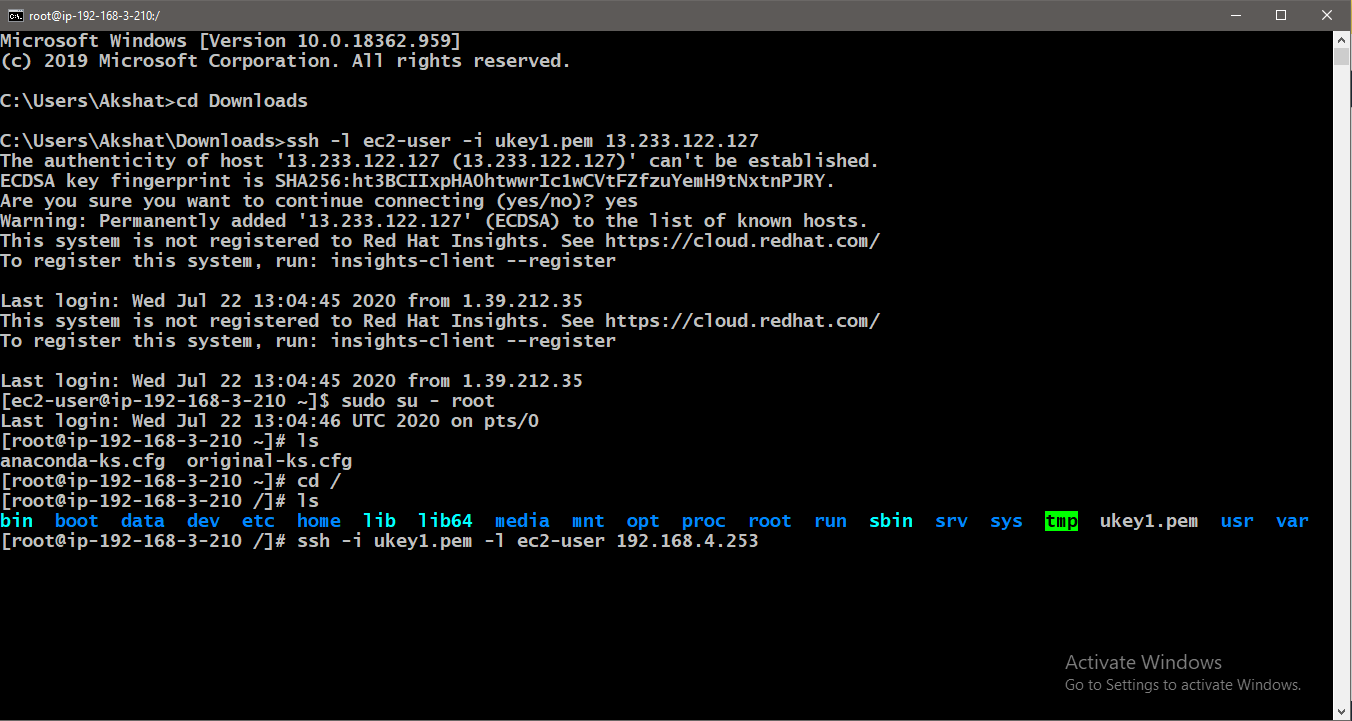 root@ip-192-168-3-210:/
Microsoft Windows [Version 10.0.18362.959]
(c) 2019 Microsoft Corporation. All rights reserved.
C:\Users\Akshat>cd Downloads
C:\Users\Akshat\Downloads>ssh -l ec2-user -i ukey1.pem 13.233.122.127
The authenticity of host '13.233.122.127 (13.233.122.127)' can't be established.
ECDSA key fingerprint is SHA256:ht3BCIIxpHAOhtwwrIc1wCVtFZfzuYemH9tNxtnPJRY.
Are you sure you want to continue connecting (yes/no)? yes
Warning: Permanently added '13.233.122.127' (ECDSA) to the list of known hosts.
This system is not registered to Red Hat Insights. See https://cloud.redhat.com/
To register this system, run: insights-client --register
Last login: Wed Jul 22 13:04:45 2020 from 1.39.212.35
This system is not registered to Red Hat Insights. See https://cloud.redhat.com/
To register this system, run: insights-client --register
Last login: Wed Jul 22 13:04:45 2020 from 1.39.212.35
[ec2-user@ip-192-168-3-210 ~]$ sudo su - root
Last login: Wed Jul 22 13:04:46 UTC 2020 on pts/0
[root@ip-192-168-3-210 ~]# ls
anaconda-ks.cfg  original-ks.cfg
[root@ip-192-168-3-210 ~]# cd /
[root@ip-192-168-3-210 /]# ls
bin  boot  data  dev  etc  home  lib  lib64  media  mnt  opt  proc  root  run  sbin  srv  sys  tmp  ukey1.pem  usr  var
[root@ip-192-168-3-210 /]# ssh -i ukey1.pem -l ec2-user 192.168.4.253
Activate Windows
Go to Settings to activate Windows.